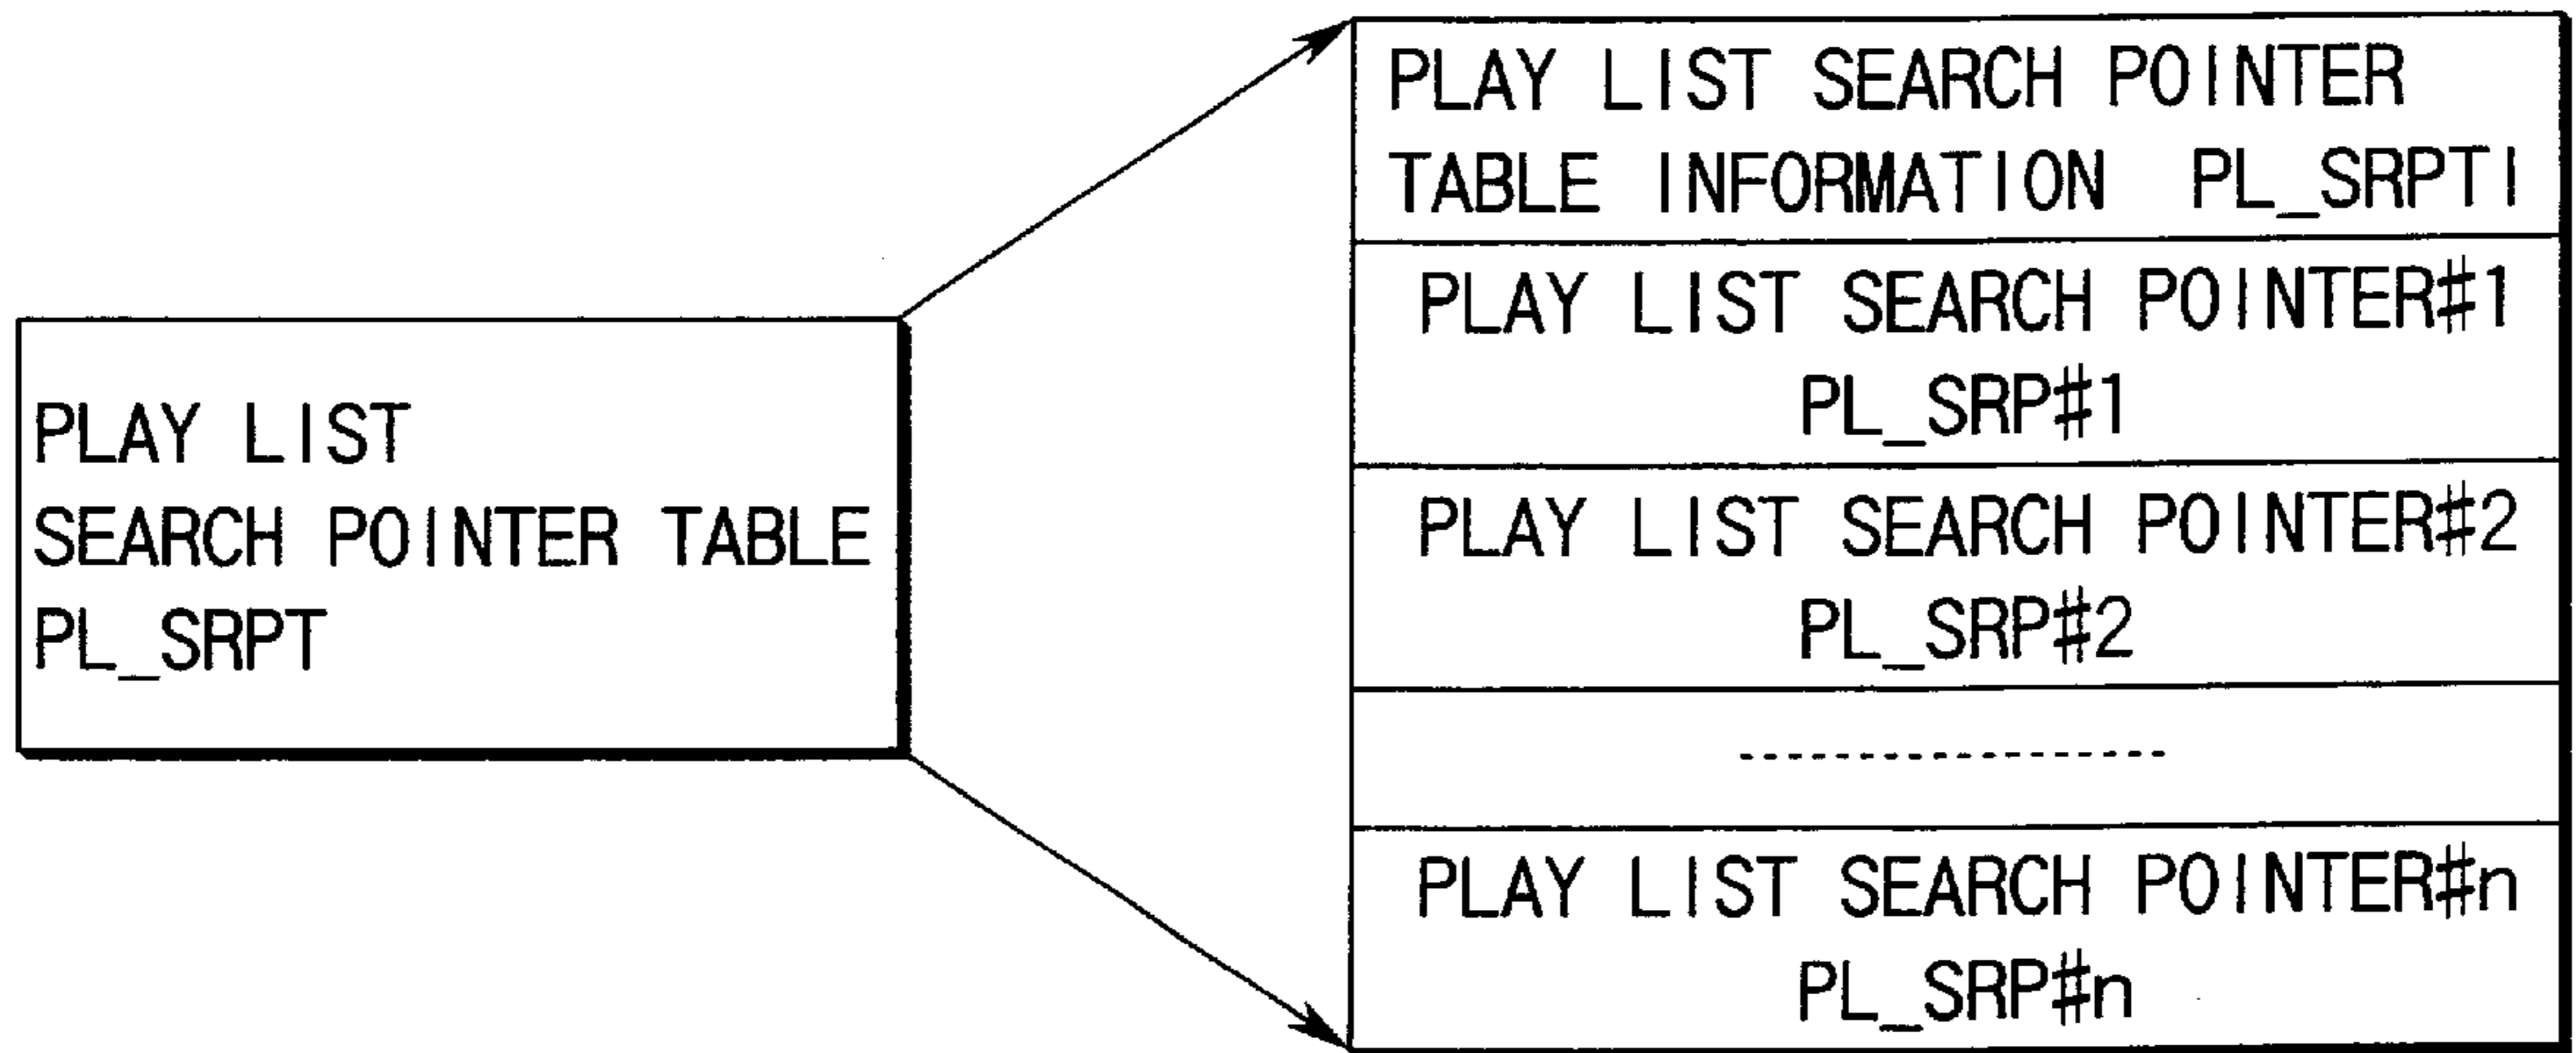 PLAY LIST
SEARCH POINTER TABLE
PL_SRPT
PLAY LIST SEARCH POINTER
TABLE INFORMATION PL_SRPTI
PLAY LIST SEARCH POINTER#1
PL_SRP#1
PLAY LIST SEARCH POINTER#2
PL_SRP#2
PLAY LIST SEARCH POINTER#n
PL_SRP#n